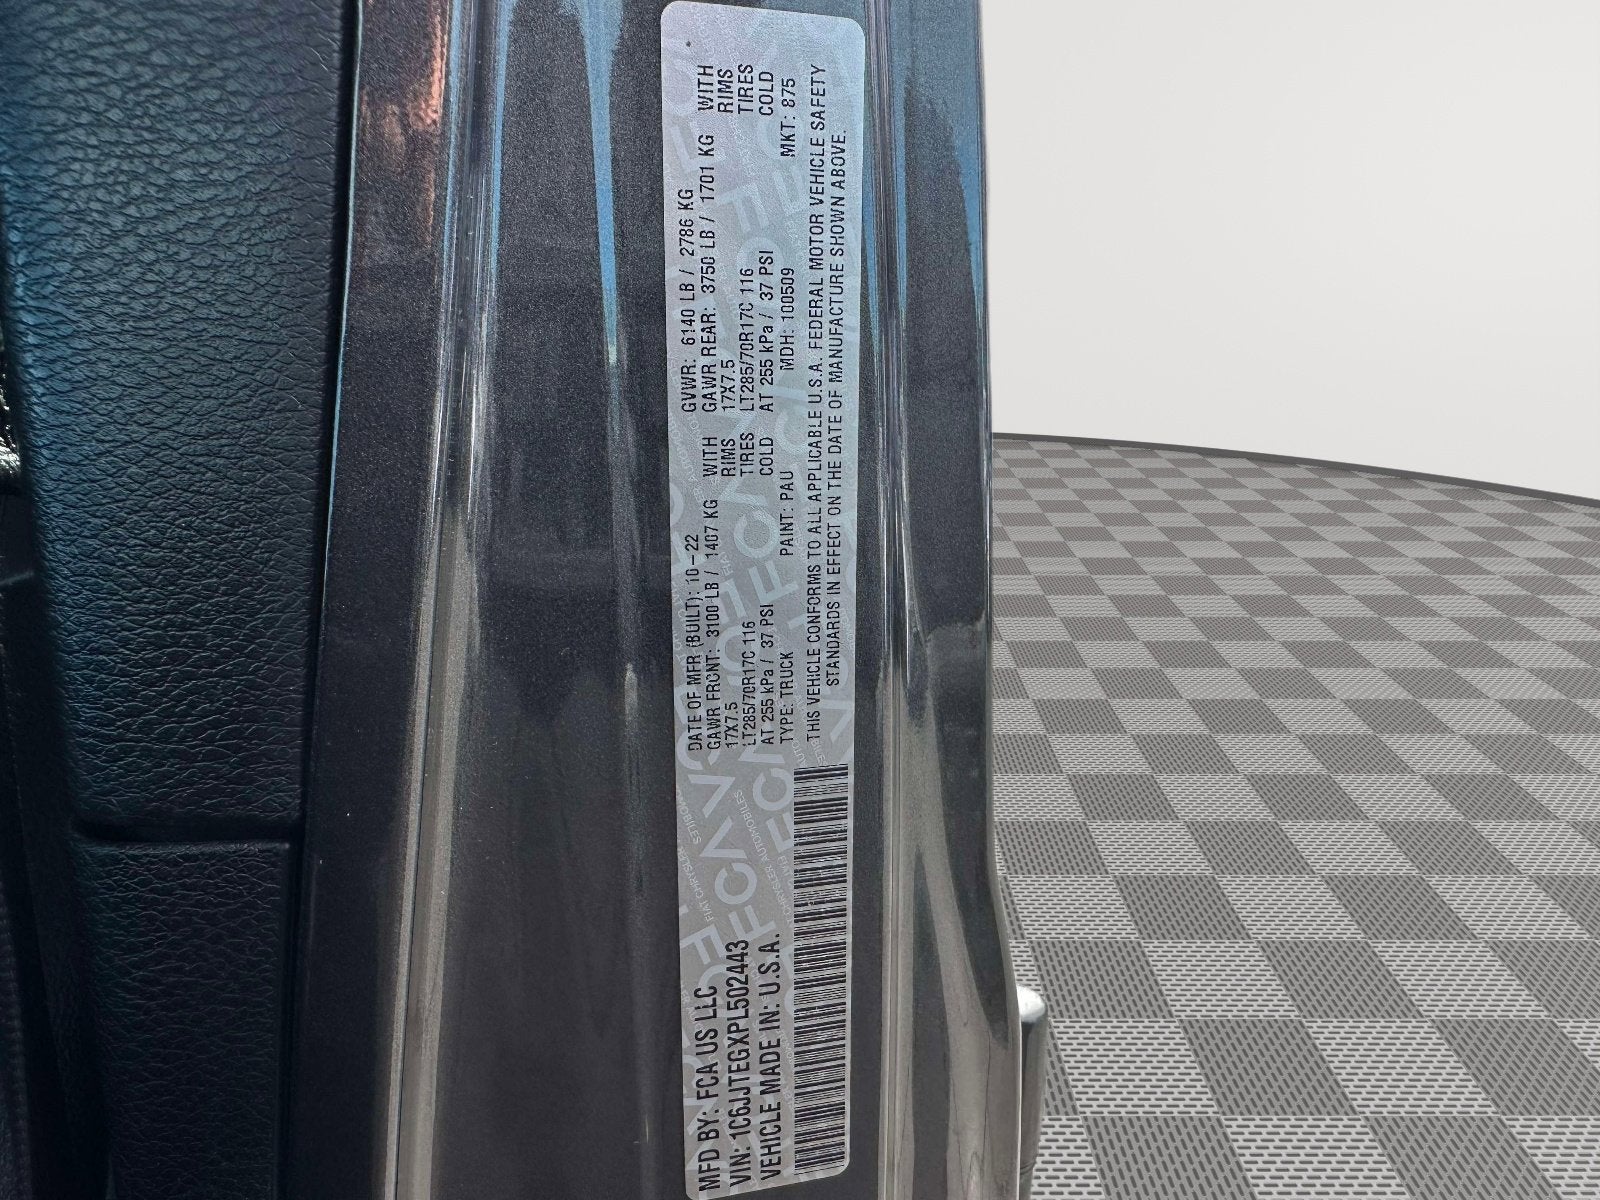 MFD BY: FCA US LLC
VIN: 1C6JJTEGXPL502443
VEHICLE MADE IN: U.S.A.
DATE OF MFR (BUILT): 10-22 GVWR: 6140 LB / 2786 KG
GAWR FRONT: 3100 LB / 1407 KG WITH GAWR REAR: 3750 LB / 1701 KG WITH
17X7.5 RIMS 17X7.5 RIMS
LT285/70R17C 116 TIRES LT285/70R17C 116 TIRES
AT 255 kPa / 37 PSI COLD AT 255 kPa / 37 PSI COLD
TYPE: TRUCK PAINT: PAU MDH: 100509 MKT: 875
THIS VEHICLE CONFORMS TO ALL APPLICABLE U.S.A. FEDERAL MOTOR VEHICLE SAFETY
STANDARDS IN EFFECT ON THE DATE OF MANUFACTURE SHOWN ABOVE.